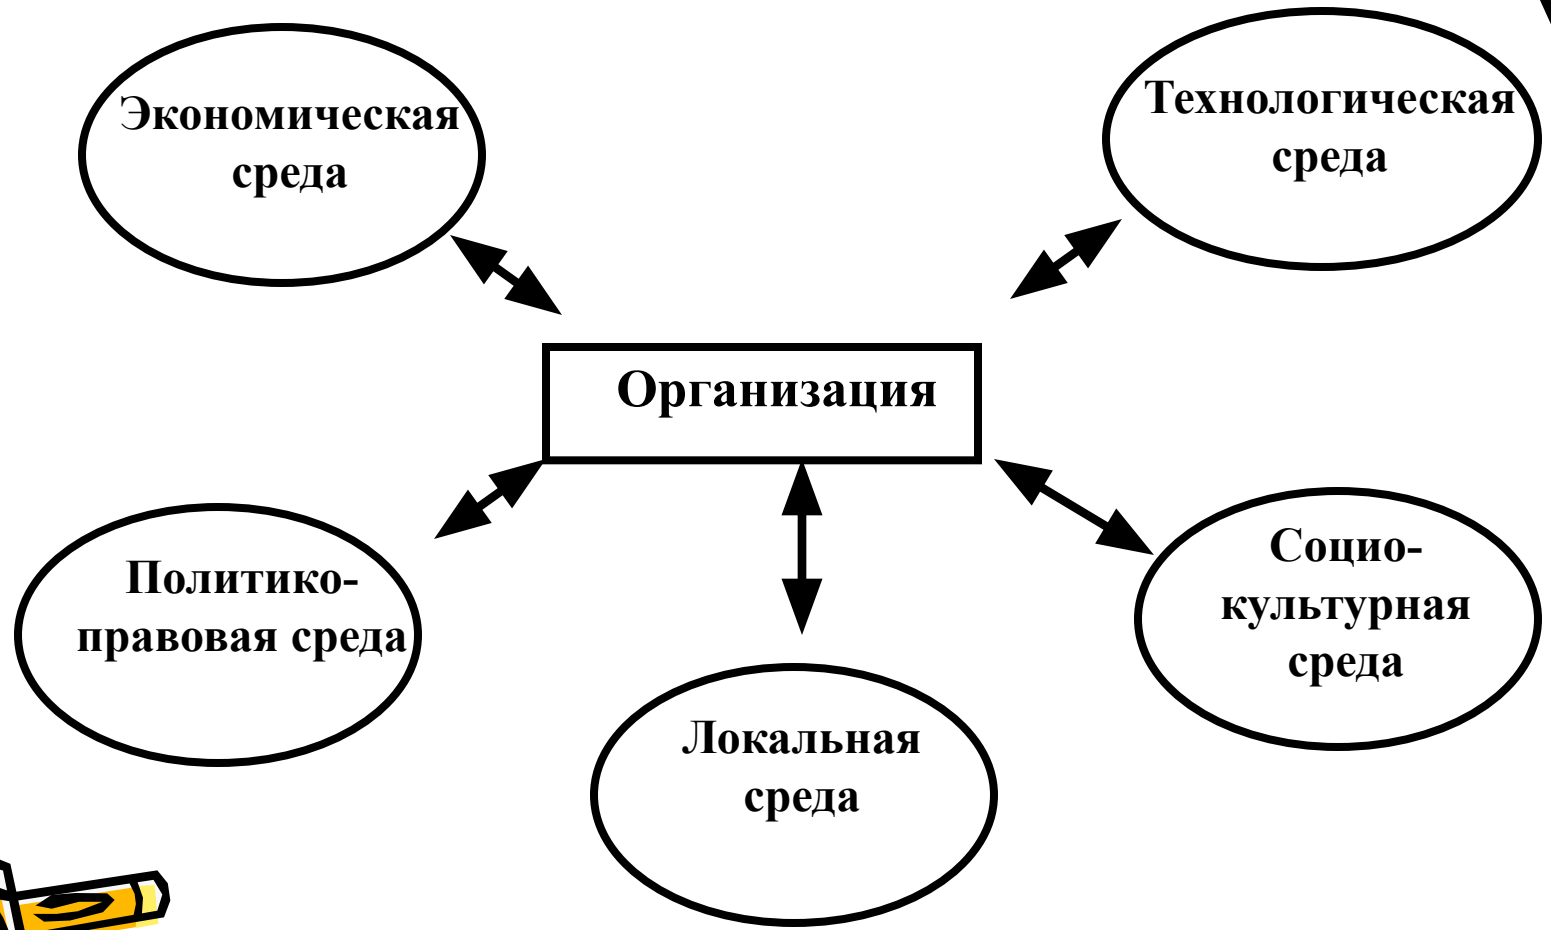 Экономическая
среда
Технологическая
среда
Организация
Политико-
правовая среда
Социо-
культурная
среда
Локальная
среда